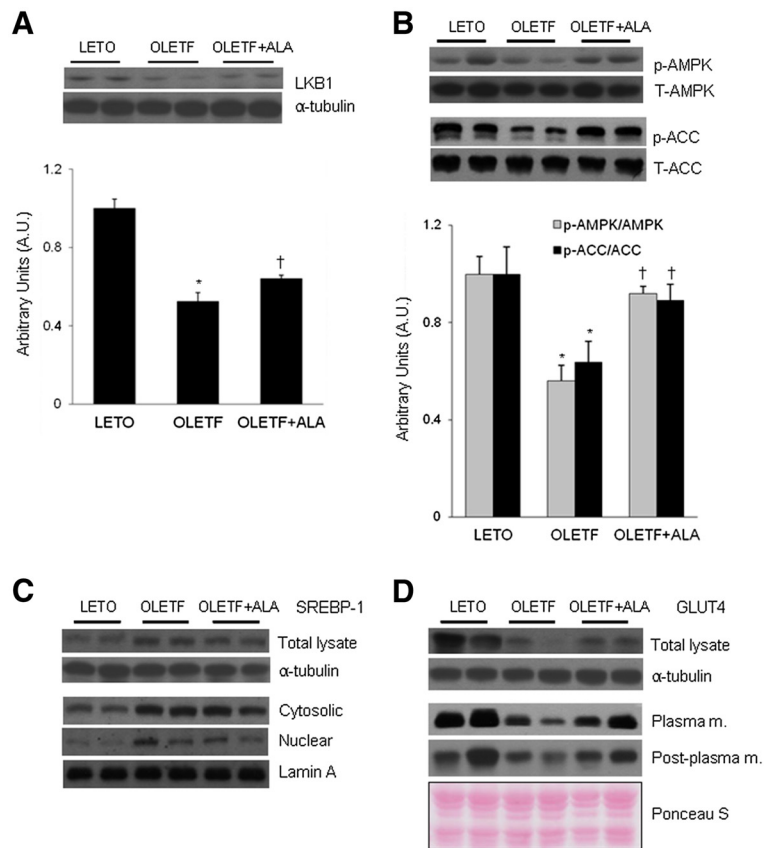 A
LETO OLETF OLETF+ALA
LKB1
α-tubulin
1.2
0.8
0.4
0
Arbitrary Units (A.U.)
*
†
LETO OLETF OLETF+ALA
B
LETO OLETF OLETF+ALA
p-AMPK
T-AMPK
p-ACC
T-ACC
1.2
0.8
0.4
0
Arbitrary Units (A.U.)
p-AMPK/AMPK
p-ACC/ACC
* *
† †
LETO OLETF OLETF+ALA
C
LETO OLETF OLETF+ALA SREBP-1
Total lysate
α-tubulin
Cytosolic
Nuclear
Lamin A
D
LETO OLETF OLETF+ALA GLUT4
Total lysate
α-tubulin
Plasma m.
Post-plasma m.
Ponceau S